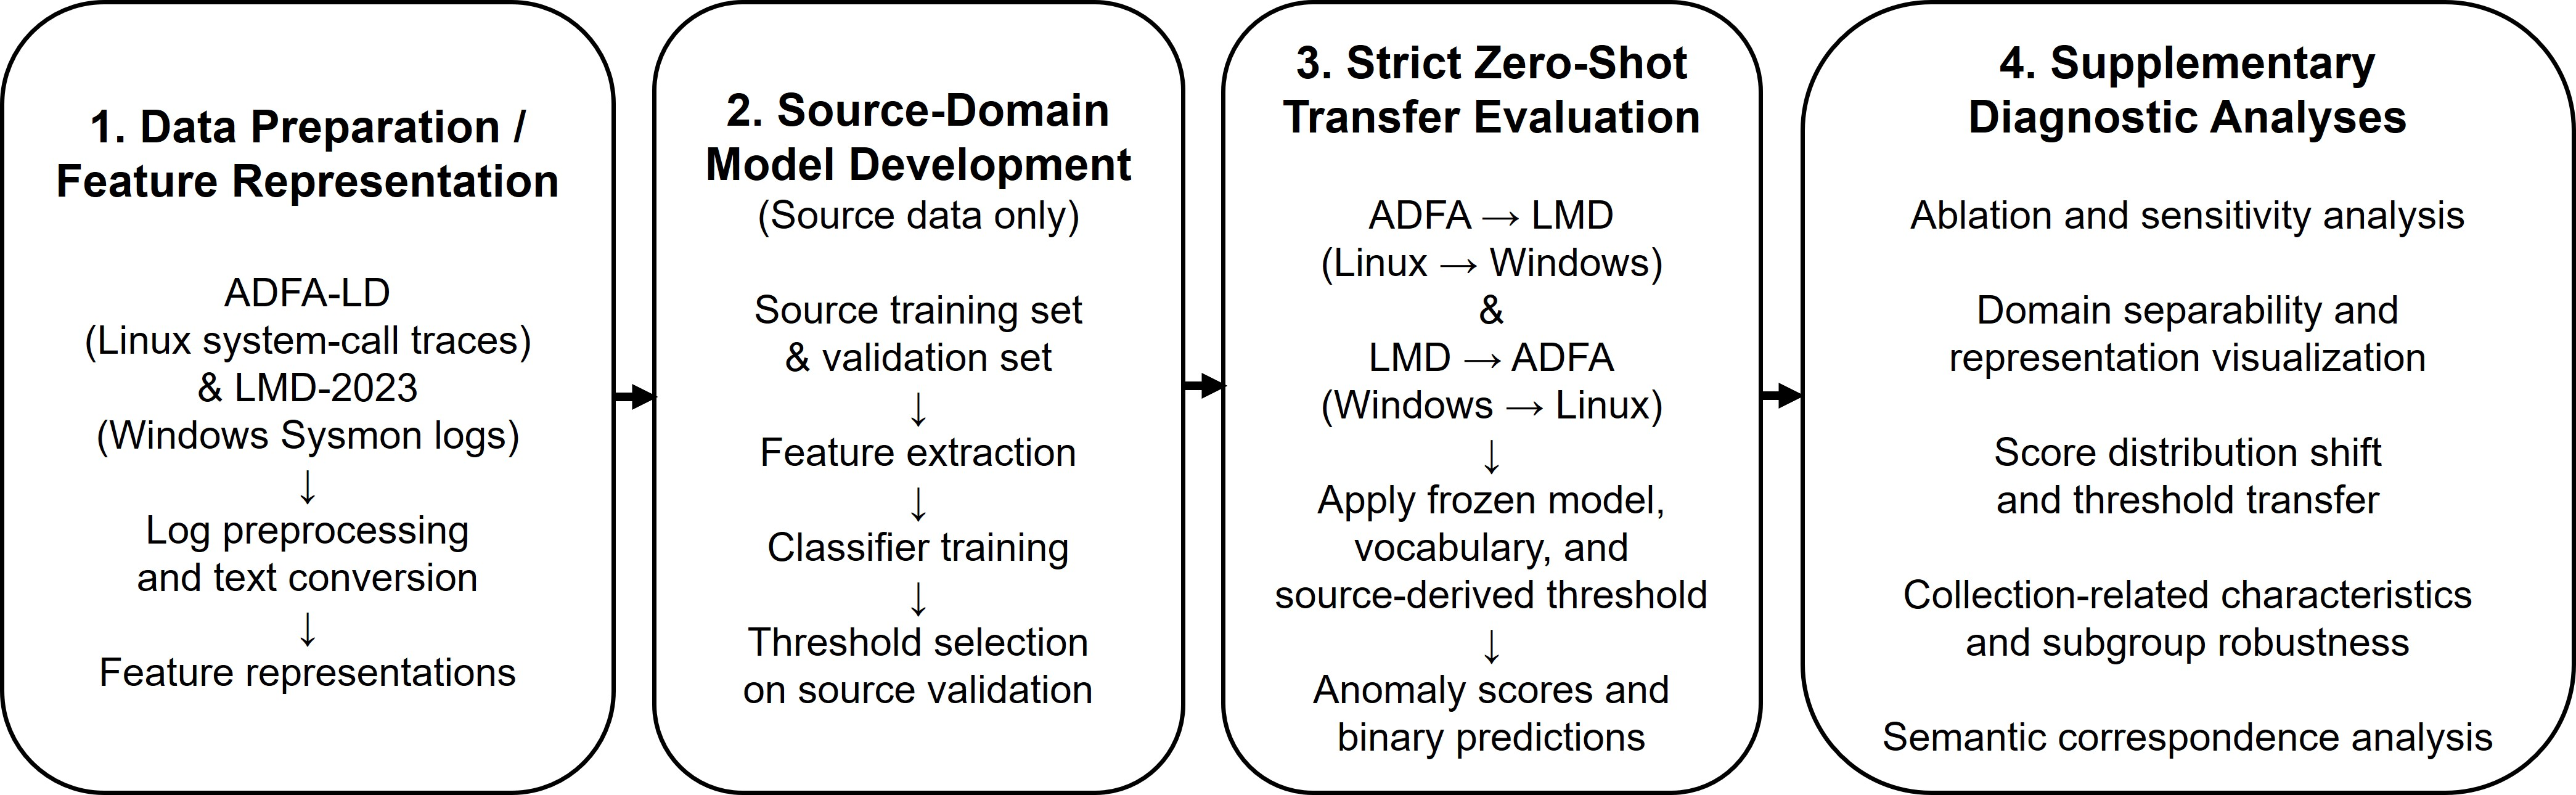 1. Data Preparation /
Feature Representation
ADFA-LD
(Linux system-call traces)
& LMD-2023
(Windows Sysmon logs)
↓
Log preprocessing
and text conversion
↓
Feature representations
2. Source-Domain
Model Development
(Source data only)
Source training set
& validation set
↓
Feature extraction
↓
Classifier training
↓
Threshold selection
on source validation
3. Strict Zero-Shot
Transfer Evaluation
ADFA → LMD
(Linux → Windows)
&
LMD → ADFA
(Windows → Linux)
↓
Apply frozen model,
vocabulary, and
source-derived threshold
↓
Anomaly scores and
binary predictions
4. Supplementary
Diagnostic Analyses
Ablation and sensitivity analysis
Domain separability and
representation visualization
Score distribution shift
and threshold transfer
Collection-related characteristics
and subgroup robustness
Semantic correspondence analysis